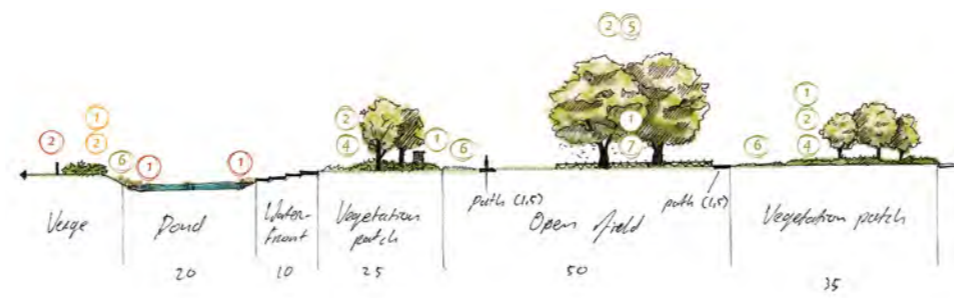 2 5
1
1
2
2
2
1
1
2
4
6
1
1
4
6
7
6
path (1,5)
path (1,5)
Verge
Pond
Water-
front
Vegetation
patch
Open field
Vegetation patch
20
10
25
50
35